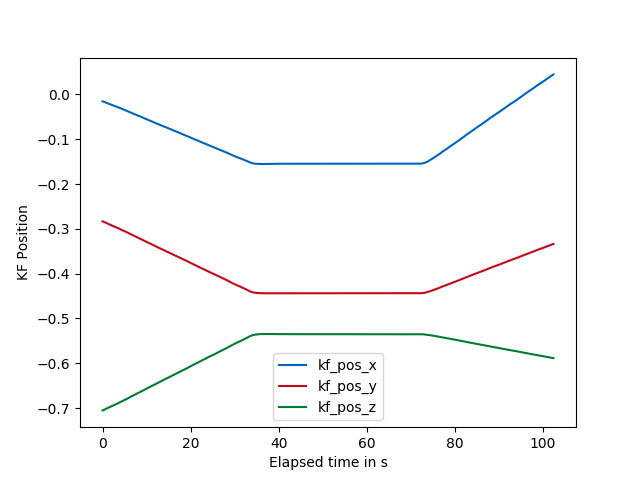 0.0
−0.1
−0.2
−0.3
−0.4
−0.5
−0.6
−0.7
KF Position
kf_pos_x
kf_pos_y
kf_pos_z
0 20 40 60 80 100
Elapsed time in s